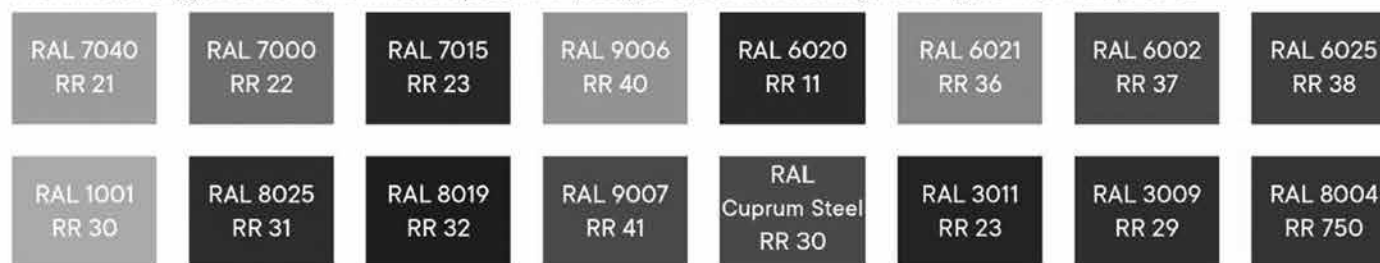 RAL 7040
RR 21
RAL 7000
RR 22
RAL 7015
RR 23
RAL 9006
RR 40
RAL 6020
RR 11
RAL 6021
RR 36
RAL 6002
RR 37
RAL 6025
RR 38
RAL 1001
RR 30
RAL 8025
RR 31
RAL 8019
RR 32
RAL 9007
RR 41
RAL
Cuprum Steel
RR 30
RAL 3011
RR 23
RAL 3009
RR 29
RAL 8004
RR 750